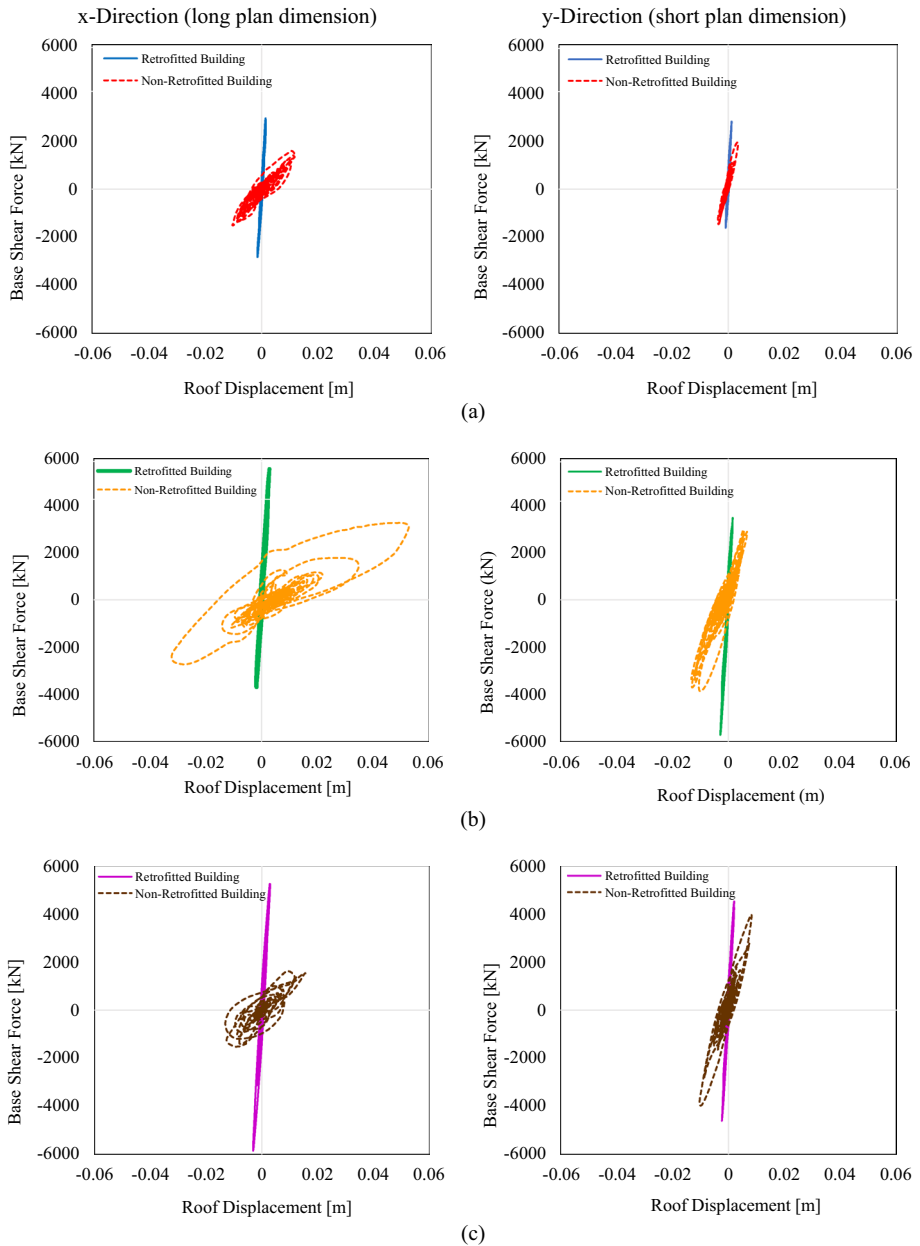 x-Direction (long plan dimension)
y-Direction (short plan dimension)
6000
4000
2000
0
-2000
-4000
-6000
Base Shear Force [kN]
Retrofitted Building
Non-Retrofitted Building
-0.06 -0.04 -0.02 0 0.02 0.04 0.06
Roof Displacement [m]
6000
4000
2000
0
-2000
-4000
-6000
Base Shear Force [kN]
Retrofitted Building
Non-Retrofitted Building
-0.06 -0.04 -0.02 0 0.02 0.04 0.06
Roof Displacement [m]
(a)
6000
4000
2000
0
-2000
-4000
-6000
Base Shear Force [kN]
Retrofitted Building
Non-Retrofitted Building
-0.06 -0.04 -0.02 0 0.02 0.04 0.06
Roof Displacement [m]
6000
4000
2000
0
-2000
-4000
-6000
Base Shear Force (kN)
Retrofitted Building
Non-Retrofitted Building
-0.06 -0.04 -0.02 0 0.02 0.04 0.06
Roof Displacement (m)
(b)
6000
4000
2000
0
-2000
-4000
-6000
Base Shear Force [kN]
Retrofitted Building
Non-Retrofitted Building
-0.06 -0.04 -0.02 0 0.02 0.04 0.06
Roof Displacement [m]
6000
4000
2000
0
-2000
-4000
-6000
Base Shear Force [kN]
Retrofitted Building
Non-Retrofitted Building
-0.06 -0.04 -0.02 0 0.02 0.04 0.06
Roof Displacement [m]
(c)